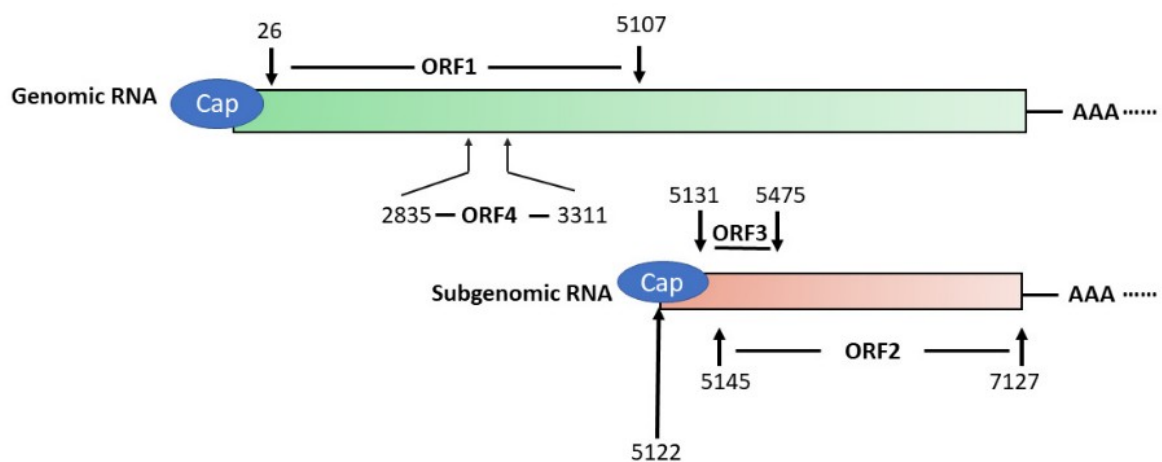 26
5107
ORF1
Genomic RNA
Cap
AAA ......
2835 ORF4 3311
5131
5475
ORF3
Subgenomic RNA
Cap
AAA ......
ORF2
5145
7127
5122